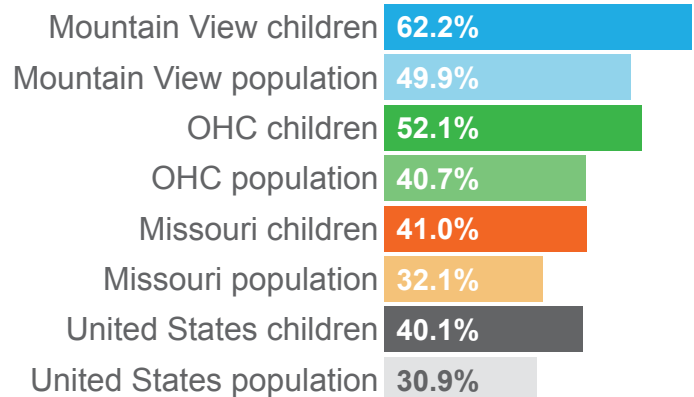 Mountain View children 62.2%
Mountain View population 49.9%
OHC children 52.1%
OHC population 40.7%
Missouri children 41.0%
Missouri population 32.1%
United States children 40.1%
United States population 30.9%